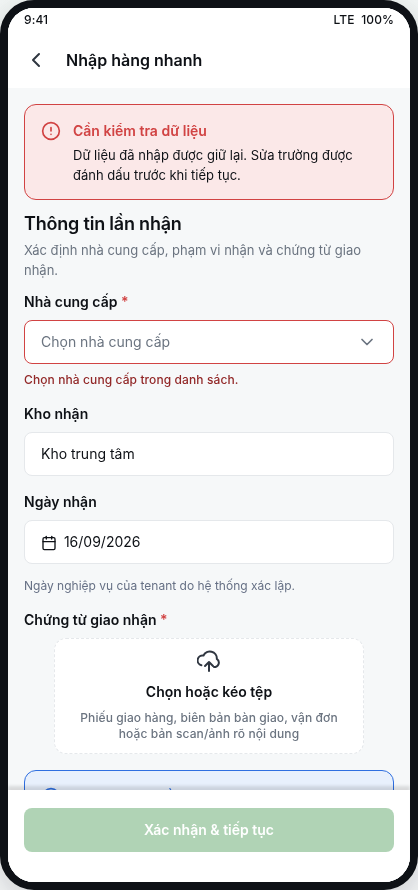 9:41
LTE 100%
Nhập hàng nhanh
Cần kiểm tra dữ liệu
Dữ liệu đã nhập được giữ lại. Sửa trường được
đánh dấu trước khi tiếp tục.
Thông tin lần nhận
Xác định nhà cung cấp, phạm vi nhận và chứng từ giao
nhận.
Nhà cung cấp *
Chọn nhà cung cấp
Chọn nhà cung cấp trong danh sách.
Kho nhận
Kho trung tâm
Ngày nhận
16/09/2026
Ngày nghiệp vụ của tenant do hệ thống xác lập.
Chứng từ giao nhận *
Chọn hoặc kéo tệp
Phiếu giao hàng, biên bản bàn giao, vận đơn
hoặc bản scan/ảnh rõ nội dung
Xác nhận & tiếp tục